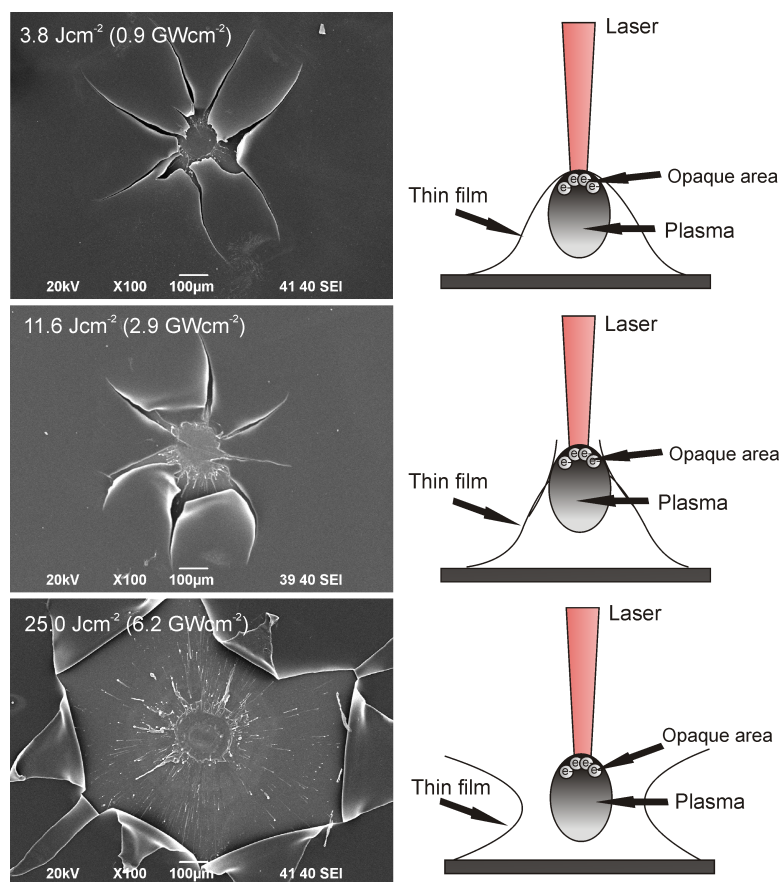 3.8 Jcm⁻² (0.9 GWcm⁻²)
20kV X100 100µm 41 40 SEI
Laser
Opaque area
Thin film
Plasma
e⁻ e⁻ e⁻ e⁻
11.6 Jcm⁻² (2.9 GWcm⁻²)
20kV X100 100µm 39 40 SEI
Laser
Opaque area
Thin film
Plasma
e⁻ e⁻ e⁻ e⁻
25.0 Jcm⁻² (6.2 GWcm⁻²)
20kV X100 100µm 41 40 SEI
Laser
Opaque area
Thin film
Plasma
e⁻ e⁻ e⁻ e⁻